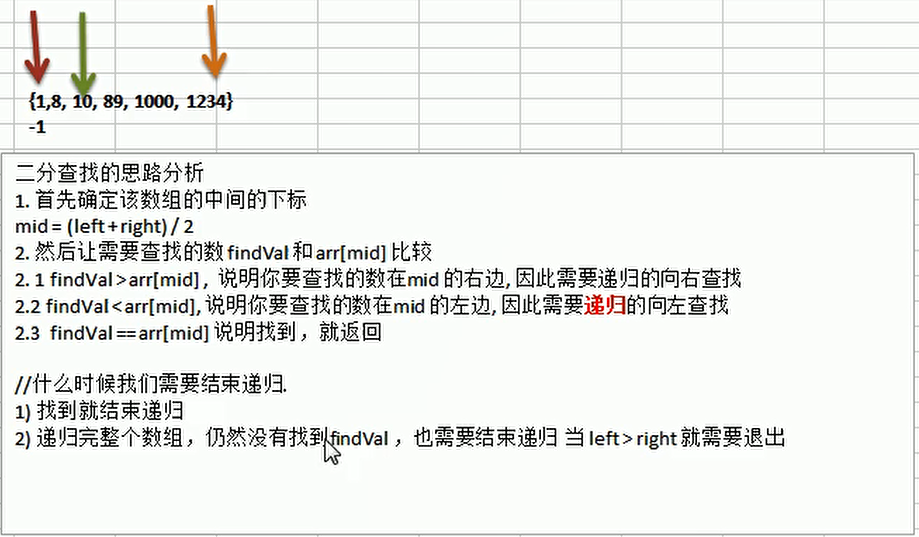 {1,8, 10, 89, 1000, 1234}
-1
二分查找的思路分析
1. 首先确定该数组的中间的下标
mid = (left + right) / 2
2. 然后让需要查找的数 findVal 和 arr[mid] 比较
2. 1 findVal > arr[mid] , 说明你要查找的数在mid 的右边, 因此需要递归的向右查找
2.2 findVal < arr[mid], 说明你要查找的数在mid 的左边, 因此需要递归的向左查找
2.3 findVal == arr[mid] 说明找到，就返回
//什么时候我们需要结束递归.
1) 找到就结束递归
2) 递归完整个数组，仍然没有找到findVal ，也需要结束递归 当 left > right 就需要退出